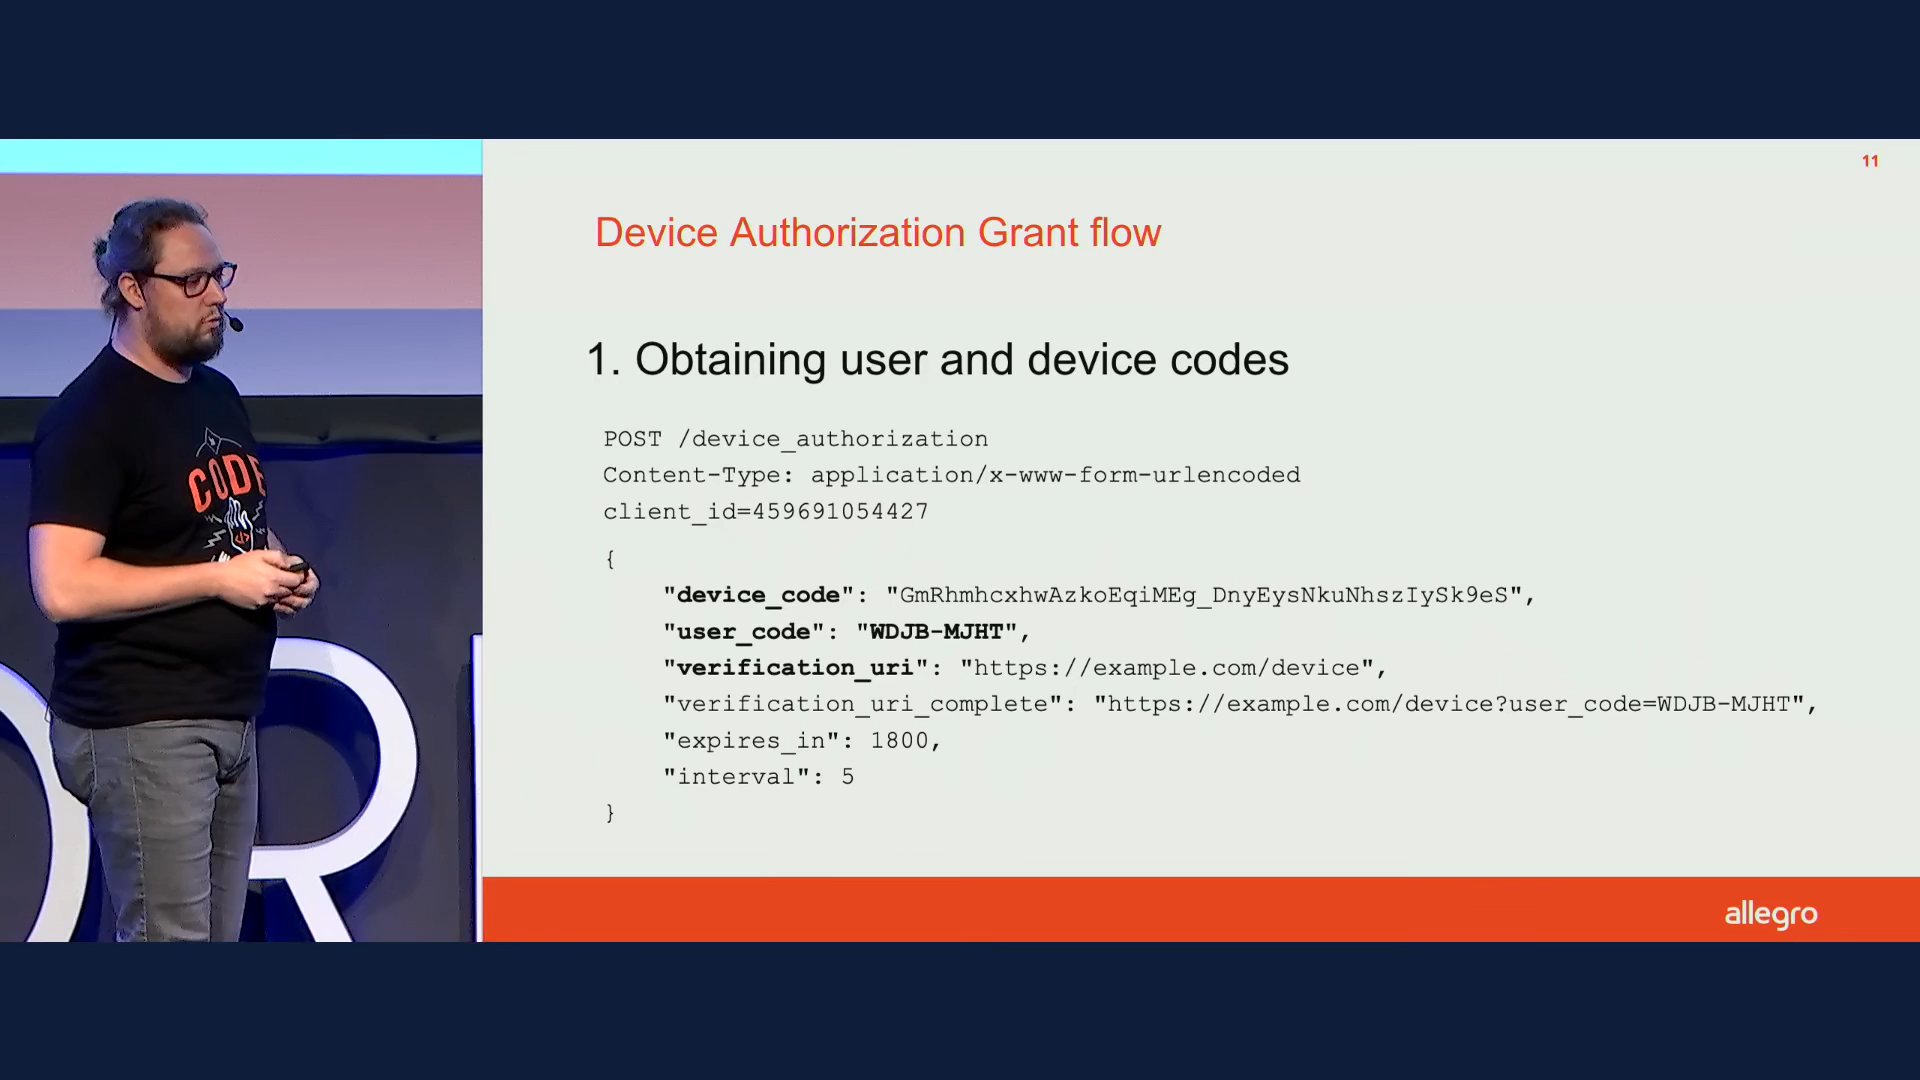 11
Device Authorization Grant flow
1. Obtaining user and device codes
POST /device_authorization
Content-Type: application/x-www-form-urlencoded
client_id=459691054427
{
"device_code": "GmRhmhcxhwAzkoEqiMEg_DnyEysNkuNhszIySk9eS",
"user_code": "WDJB-MJHT",
"verification_uri": "https://example.com/device",
"verification_uri_complete": "https://example.com/device?user_code=WDJB-MJHT",
"expires_in": 1800,
"interval": 5
}
allegro
CODE